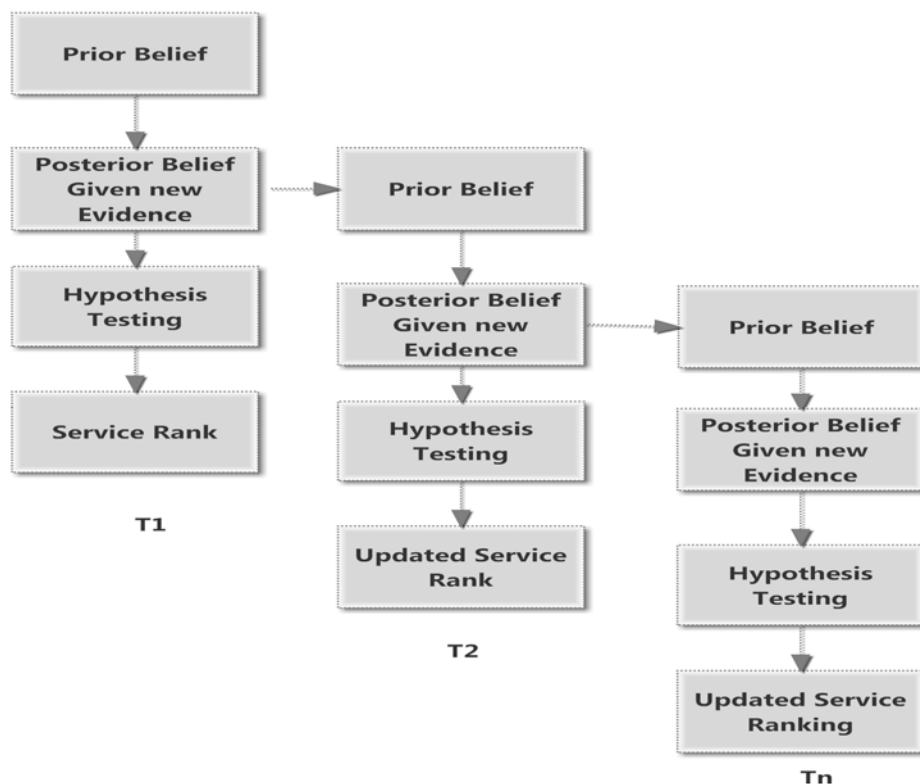 Prior Belief
Posterior Belief
Given new
Evidence
Hypothesis
Testing
Service Rank
T1
Prior Belief
Posterior Belief
Given new
Evidence
Hypothesis
Testing
Updated Service
Rank
T2
Prior Belief
Posterior Belief
Given new
Evidence
Hypothesis
Testing
Updated Service
Ranking
Tn